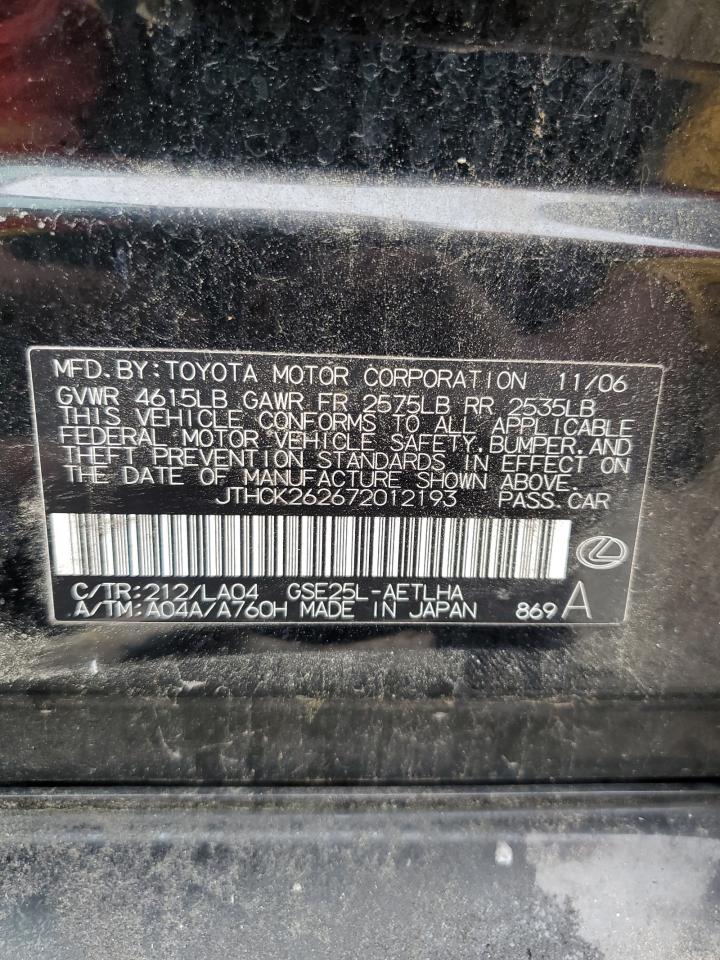 MFD. BY: TOYOTA MOTOR CORPORATION 11/06
GVWR 4615LB GAWR FR 2575LB RR 2535LB
THIS VEHICLE CONFORMS TO ALL APPLICABLE
FEDERAL MOTOR VEHICLE SAFETY, BUMPER, AND
THEFT PREVENTION STANDARDS IN EFFECT ON
THE DATE OF MANUFACTURE SHOWN ABOVE.
JTHCK262672012193 PASS. CAR
C/TR: 212/LA04 GSE25L-AETLHA
A/TM: A04A/A760H MADE IN JAPAN 869 A